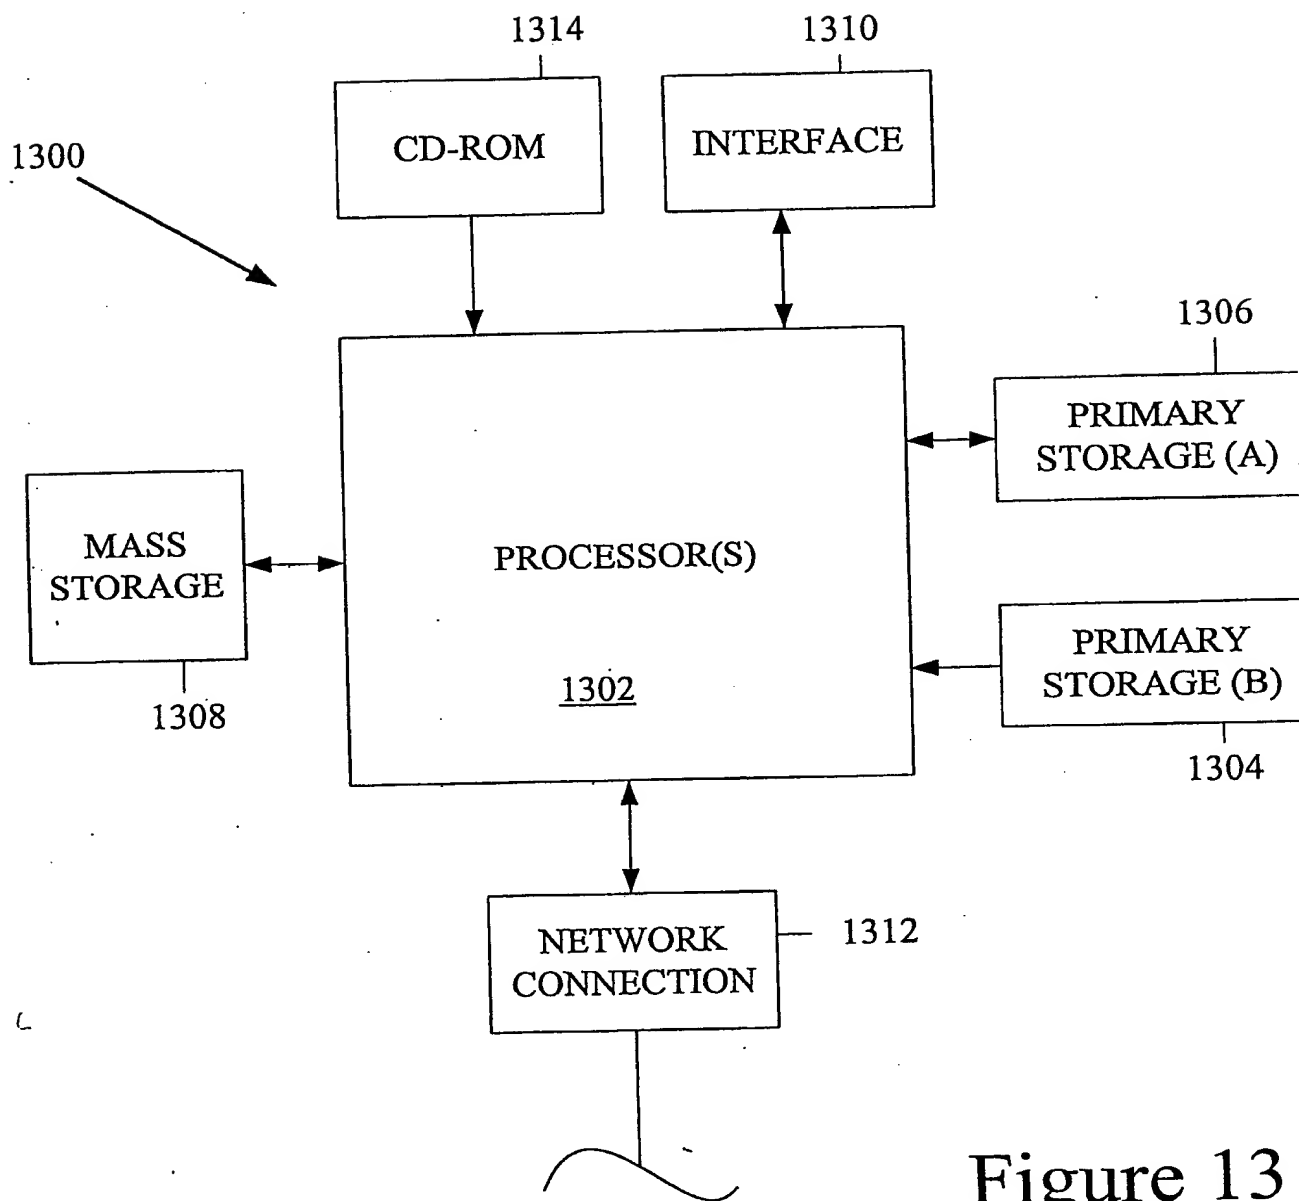 1314
1310
CD-ROM
INTERFACE
1300
1306
PRIMARY
STORAGE (A)
MASS
STORAGE
PROCESSOR(S)
PRIMARY
STORAGE (B)
1302
1308
1304
NETWORK
CONNECTION
1312
Figure 13